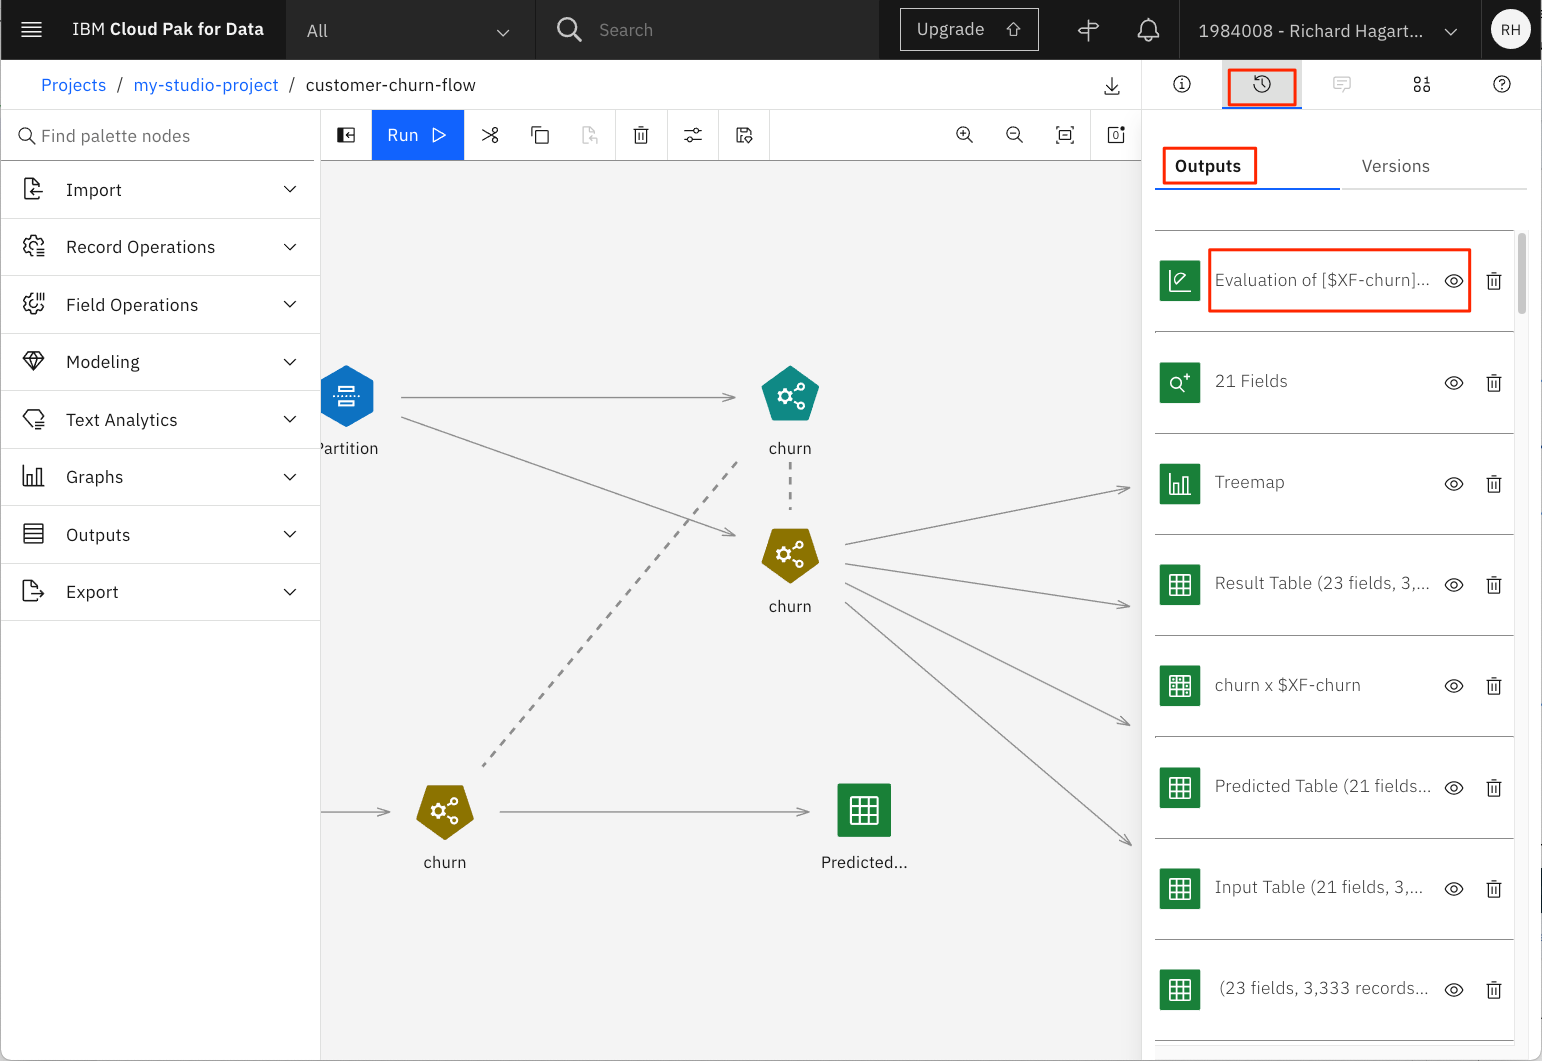 IBM Cloud Pak for Data
All
Search
Upgrade
1984008 - Richard Hagart...
RH
Projects / my-studio-project / customer-churn-flow
Find palette nodes
Run
Import
Record Operations
Field Operations
Modeling
Text Analytics
Graphs
Outputs
Export
Partition
churn
churn
churn
Predicted...
Outputs
Versions
Evaluation of [$XF-churn]...
21 Fields
Treemap
Result Table (23 fields, 3,...
churn x $XF-churn
Predicted Table (21 fields...
Input Table (21 fields, 3,...
(23 fields, 3,333 records...